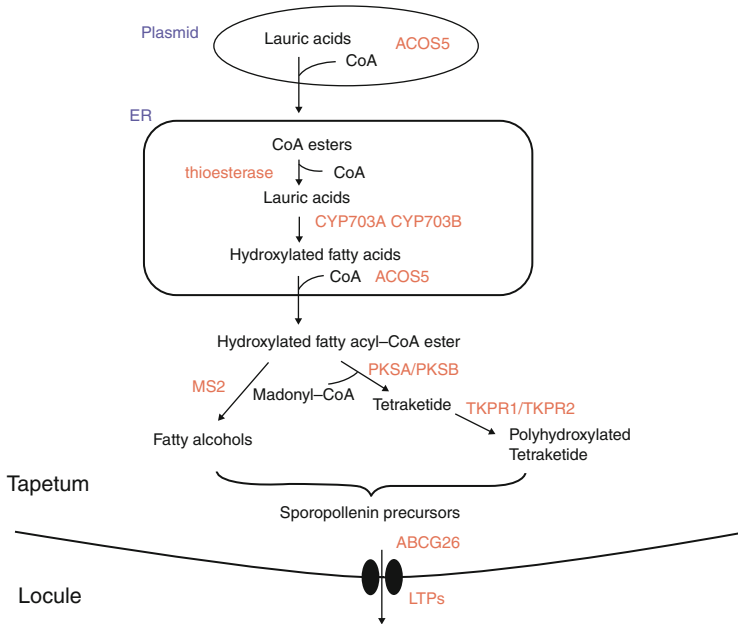 Plasmid
Lauric acids
ACOS5
CoA
ER
CoA esters
thioesterase
CoA
Lauric acids
CYP703A CYP703B
Hydroxylated fatty acids
CoA
ACOS5
Hydroxylated fatty acyl–CoA ester
MS2
PKSA/PKSB
Madonyl–CoA
Tetraketide
TKPR1/TKPR2
Fatty alcohols
Polyhydroxylated
Tetraketide
Tapetum
Sporopollenin precursors
ABCG26
Locule
LTPs